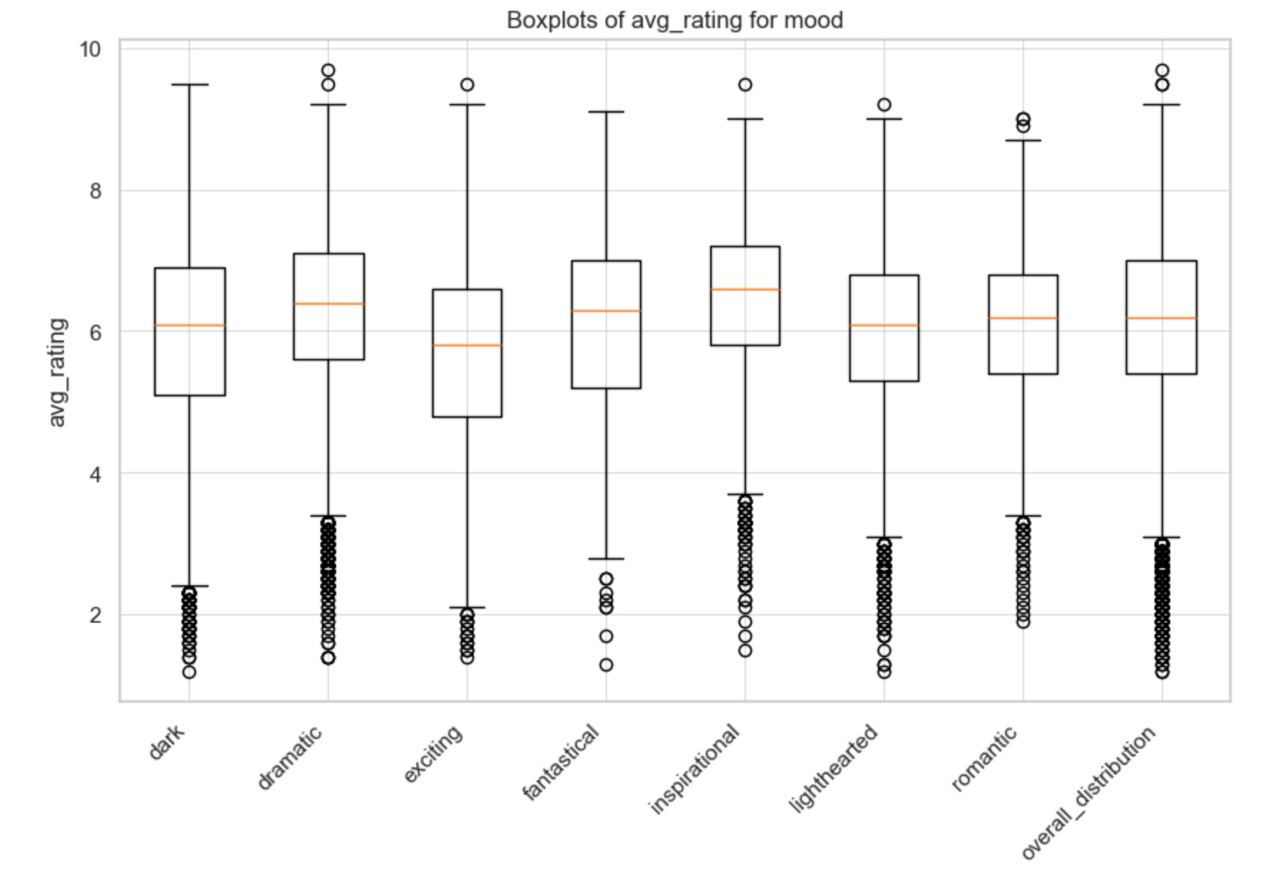 Boxplots of avg_rating for mood
10
8
6
4
2
avg_rating
dark
dramatic
exciting
fantastical
inspirational
lighthearted
romantic
overall_distribution